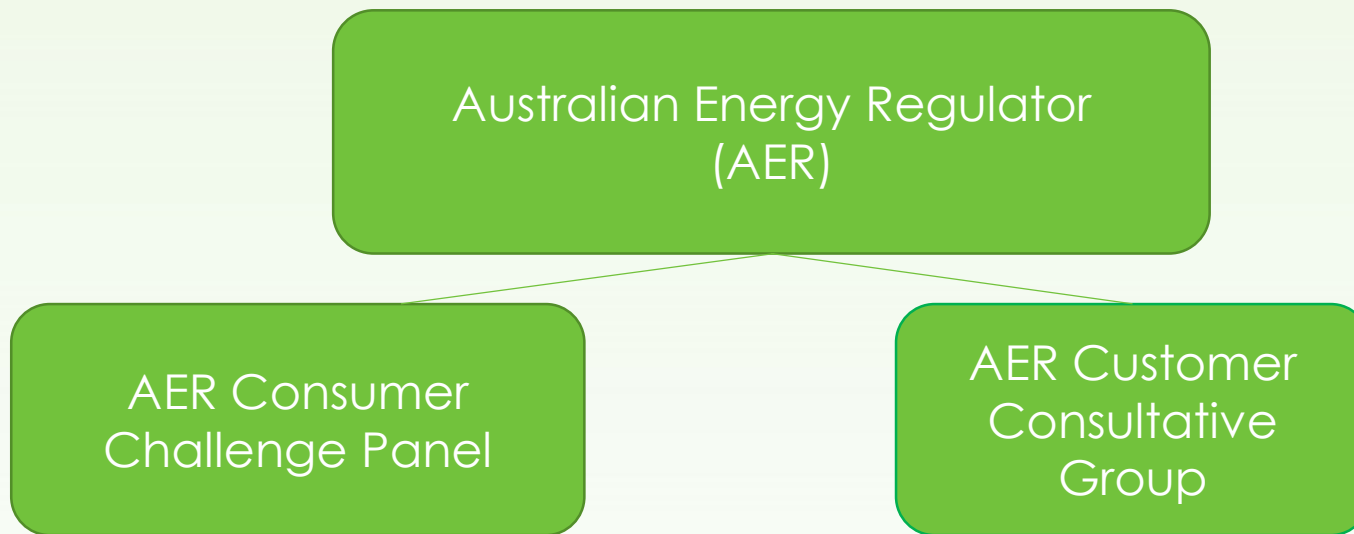 Australian Energy Regulator
(AER)
AER Consumer
Challenge Panel
AER Customer
Consultative
Group